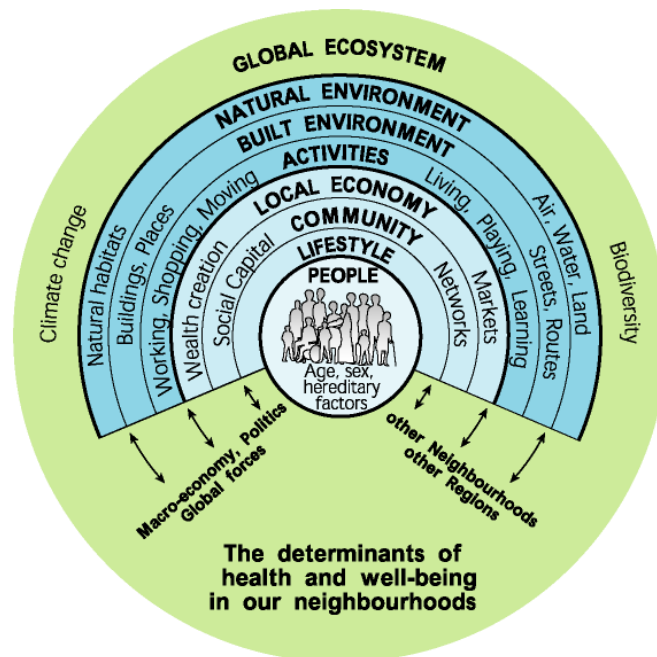 GLOBAL ECOSYSTEM
NATURAL ENVIRONMENT
BUILT ENVIRONMENT
ACTIVITIES
LOCAL ECONOMY
COMMUNITY
LIFESTYLE
PEOPLE
Age, sex,
hereditary
factors
Climate change
Natural habitats
Buildings, Places
Working, Shopping, Moving
Wealth creation
Social Capital
Networks
Markets
Living, Playing, Learning
Streets, Routes
Air, Water, Land
Biodiversity
Macro-economy, Politics
Global forces
other Neighbourhoods
other Regions
The determinants of
health and well-being
in our neighbourhoods